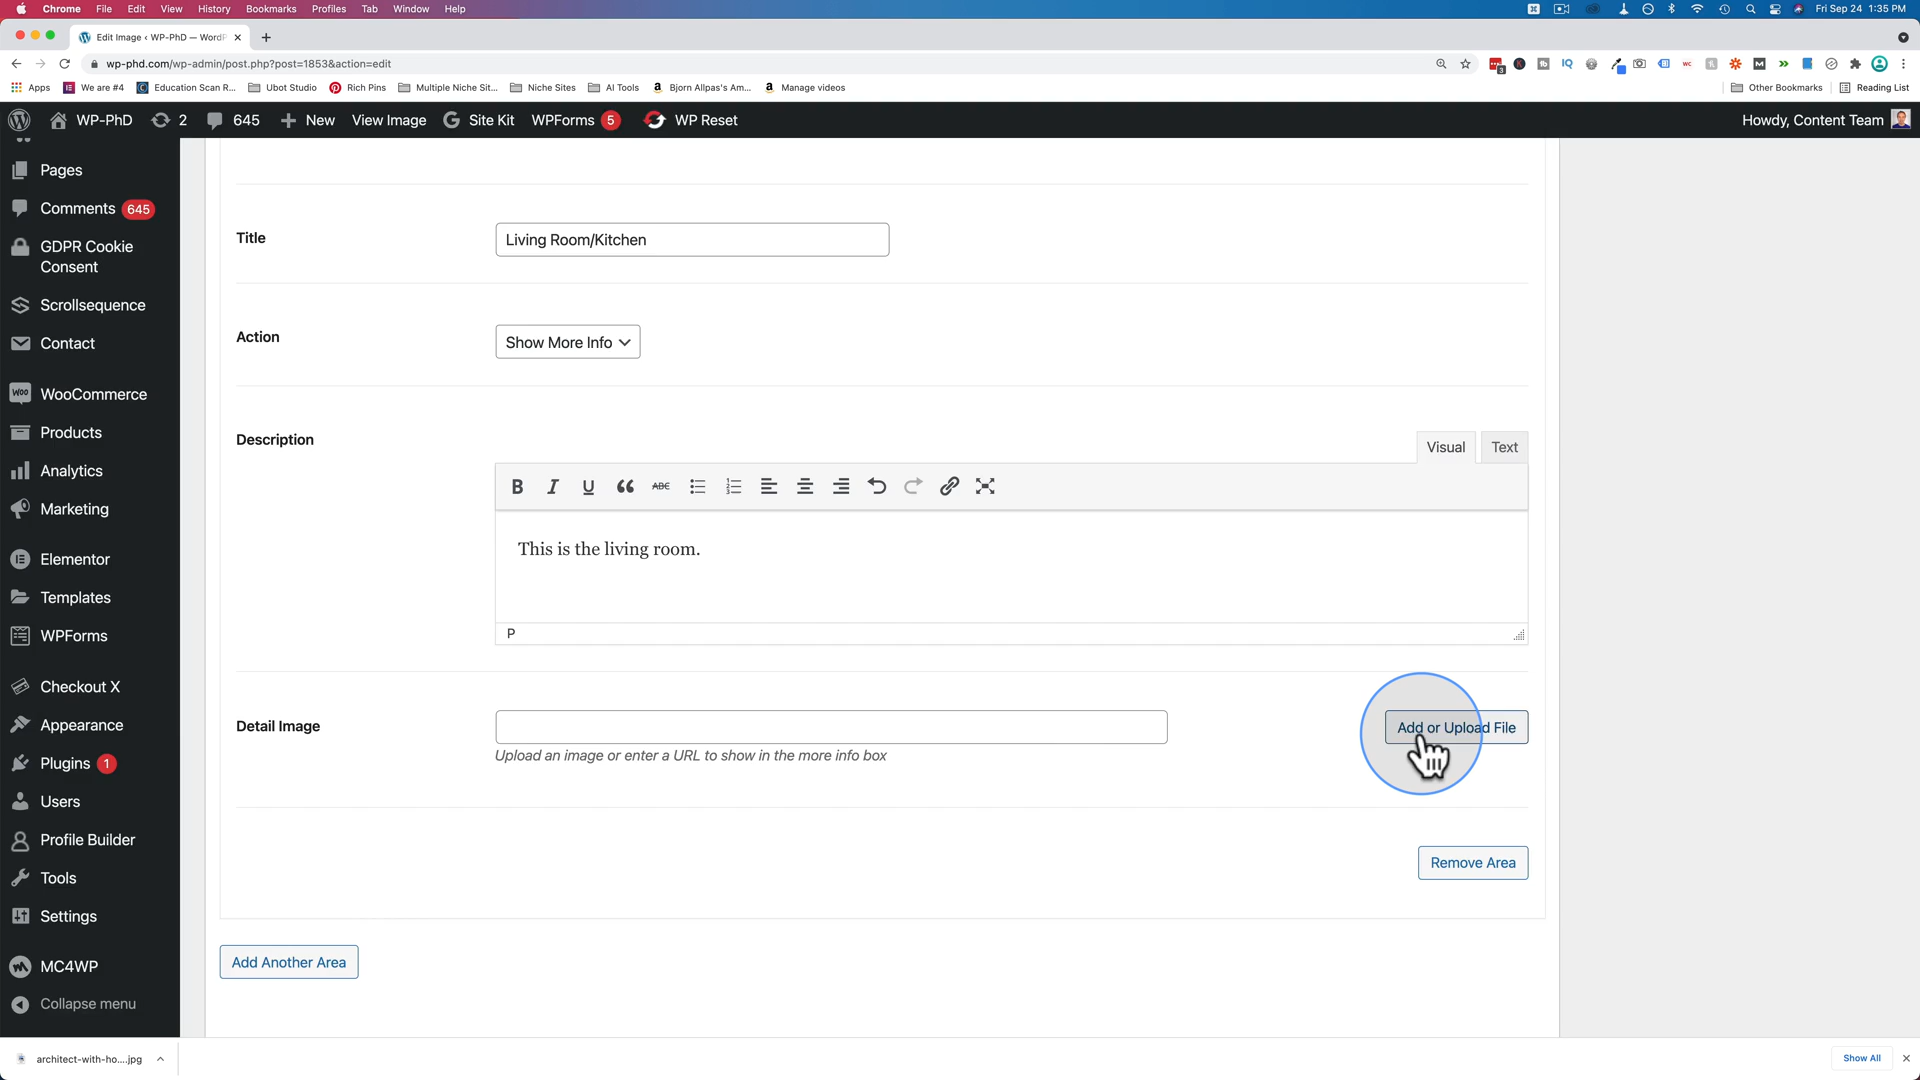 Chrome File Edit View History Bookmarks Profiles Tab Window Help
Fri Sep 24 1:35 PM
Edit Image ‹ WP-PhD — WordP
wp-phd.com/wp-admin/post.php?post=1853&action=edit
Apps We are #4 Education Scan R... Ubot Studio Rich Pins Multiple Niche Sit... Niche Sites AI Tools Bjorn Allpas's Am... Manage videos Other Bookmarks Reading List
WP-PhD 2 645 New View Image Site Kit WPForms 5 WP Reset Howdy, Content Team
Pages
Comments 645
GDPR Cookie
Consent
Scrollsequence
Contact
WooCommerce
Products
Analytics
Marketing
Elementor
Templates
WPForms
Checkout X
Appearance
Plugins 1
Users
Profile Builder
Tools
Settings
MC4WP
Collapse menu
Title
Living Room/Kitchen
Action
Show More Info
Description
Visual Text
B I U ABC
This is the living room.
P
Detail Image
Add or Upload File
Upload an image or enter a URL to show in the more info box
Remove Area
Add Another Area
architect-with-ho....jpg
Show All